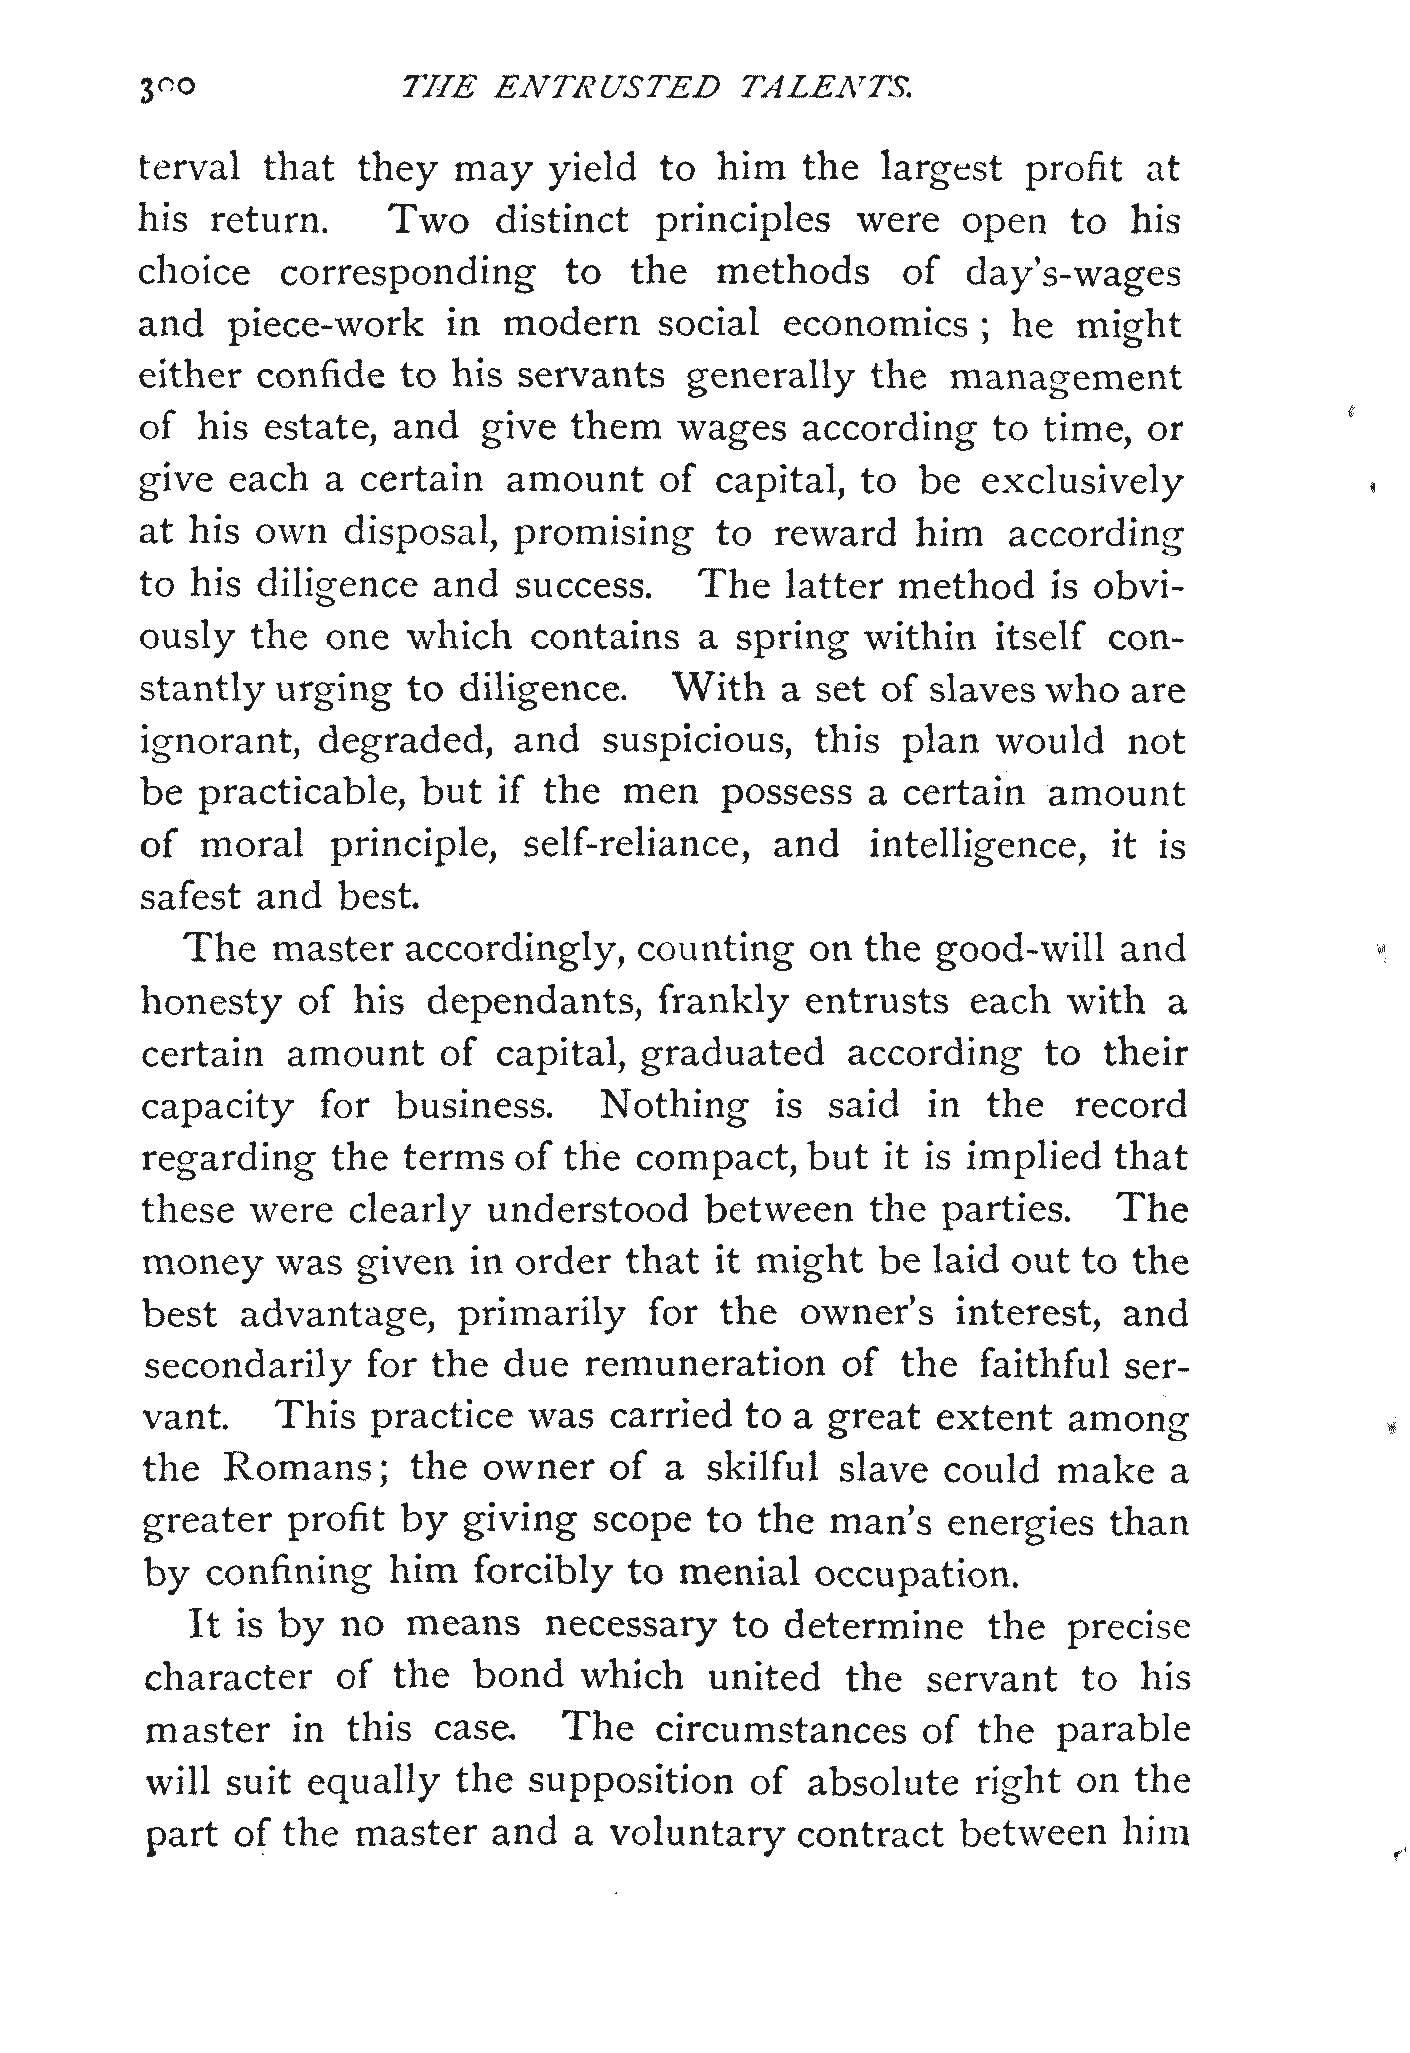 300 THE ENTRUSTED TALENTS.
terval that they may yield to him the largest profit at
his return. Two distinct principles were open to his
choice corresponding to the methods of day's-wages
and piece-work in modern social economics ; he might
either confide to his servants generally the management
of his estate, and give them wages according to time, or
give each a certain amount of capital, to be exclusively
at his own disposal, promising to reward him according
to his diligence and success. The latter method is obvi-
ously the one which contains a spring within itself con-
stantly urging to diligence. With a set of slaves who are
ignorant, degraded, and suspicious, this plan would not
be practicable, but if the men possess a certain amount
of moral principle, self-reliance, and intelligence, it is
safest and best.
The master accordingly, counting on the good-will and
honesty of his dependants, frankly entrusts each with a
certain amount of capital, graduated according to their
capacity for business. Nothing is said in the record
regarding the terms of the compact, but it is implied that
these were clearly understood between the parties. The
money was given in order that it might be laid out to the
best advantage, primarily for the owner's interest, and
secondarily for the due remuneration of the faithful ser-
vant. This practice was carried to a great extent among
the Romans; the owner of a skilful slave could make a
greater profit by giving scope to the man's energies than
by confining him forcibly to menial occupation.
It is by no means necessary to determine the precise
character of the bond which united the servant to his
master in this case. The circumstances of the parable
will suit equally the supposition of absolute right on the
part of the master and a voluntary contract between him